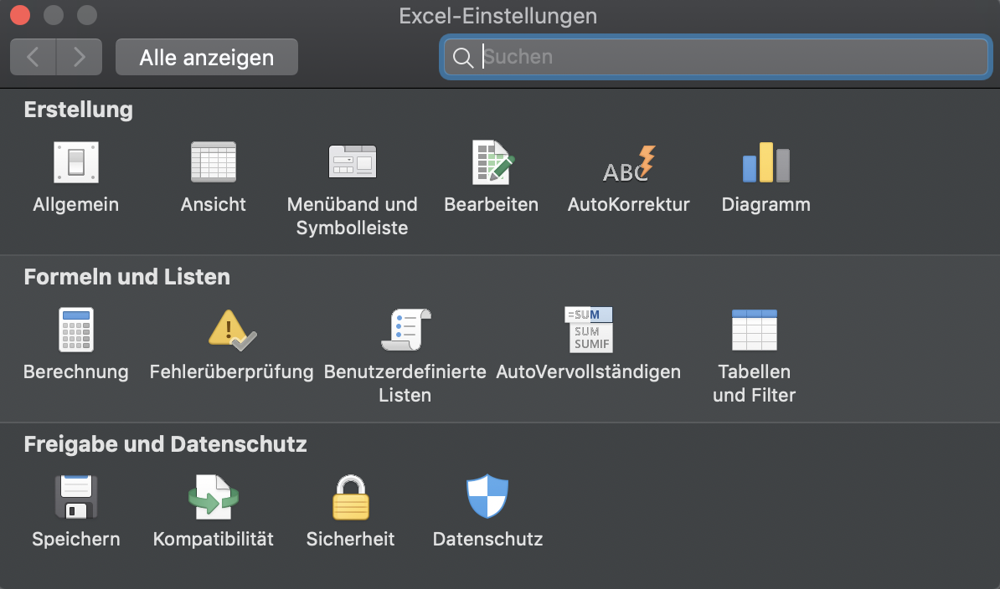 Excel-Einstellungen
Alle anzeigen
Suchen
Erstellung
Allgemein
Ansicht
Menüband und
Symbolleiste
Bearbeiten
ABC
AutoKorrektur
Diagramm
Formeln und Listen
Berechnung
Fehlerüberprüfung
Benutzerdefinierte
Listen
=SUM
SUM
SUMIF
AutoVervollständigen
Tabellen
und Filter
Freigabe und Datenschutz
Speichern
Kompatibilität
Sicherheit
Datenschutz